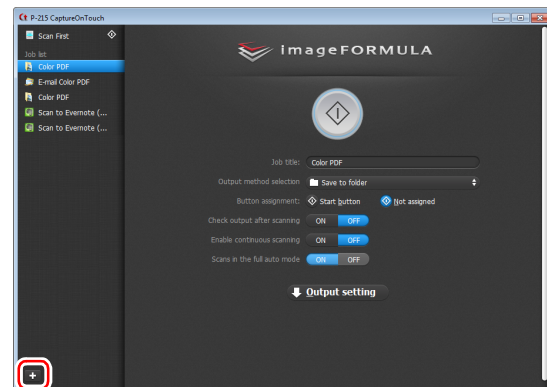 P-215 CaptureOnTouch
Scan First
Job list
Color PDF
E-mail Color PDF
Color PDF
Scan to Evernote (...
Scan to Evernote (...
imageFORMULA
Job title: Color PDF
Output method selection Save to folder
Button assignment: Start button Not assigned
Check output after scanning ON OFF
Enable continuous scanning ON OFF
Scans in the full auto mode ON OFF
Output setting
+